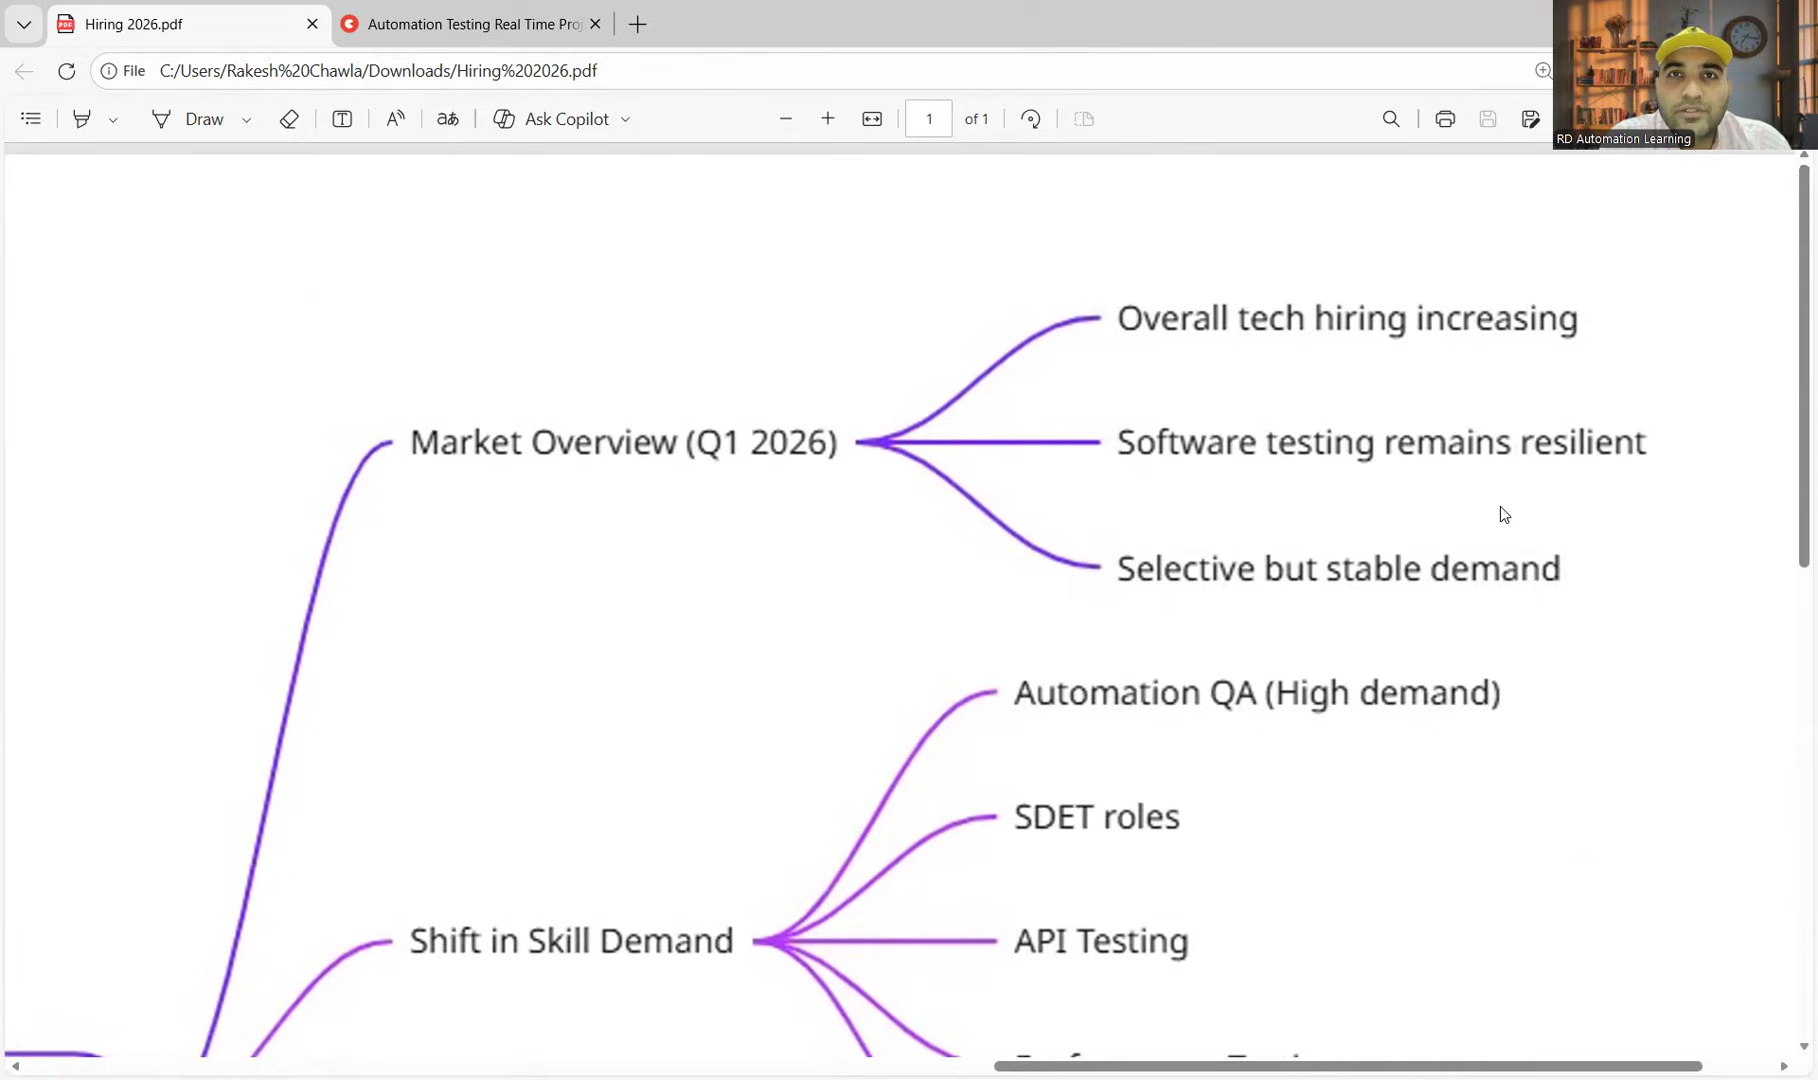 Hiring 2026.pdf
Automation Testing Real Time Pro
File C:/Users/Rakesh%20Chawla/Downloads/Hiring%202026.pdf
Draw
Ask Copilot
1 of 1
RD Automation Learning
Overall tech hiring increasing
Market Overview (Q1 2026)
Software testing remains resilient
Selective but stable demand
Automation QA (High demand)
SDET roles
Shift in Skill Demand
API Testing